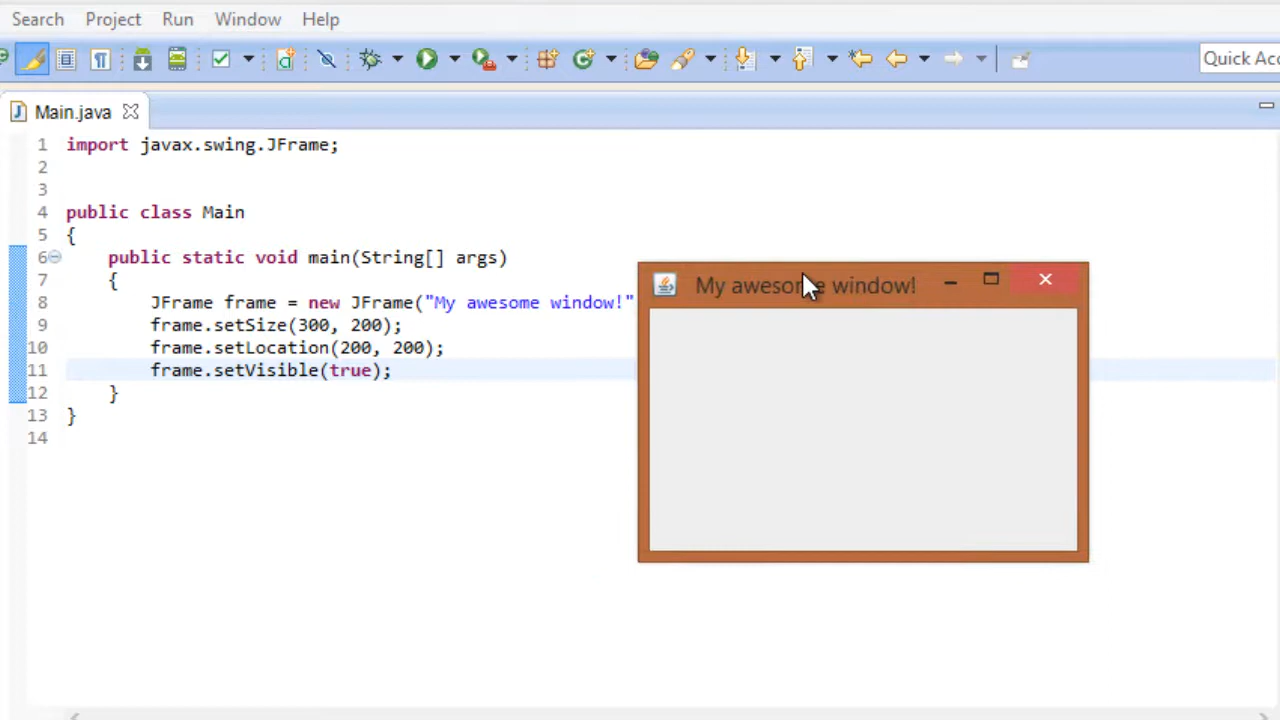 Search Project Run Window Help
Quick Acc
Main.java
1 import javax.swing.JFrame;
2
3
4 public class Main
5 {
6 public static void main(String[] args)
7 {
8 JFrame frame = new JFrame("My awesome window!"
9 frame.setSize(300, 200);
10 frame.setLocation(200, 200);
11 frame.setVisible(true);
12 }
13 }
14
My awesome window!